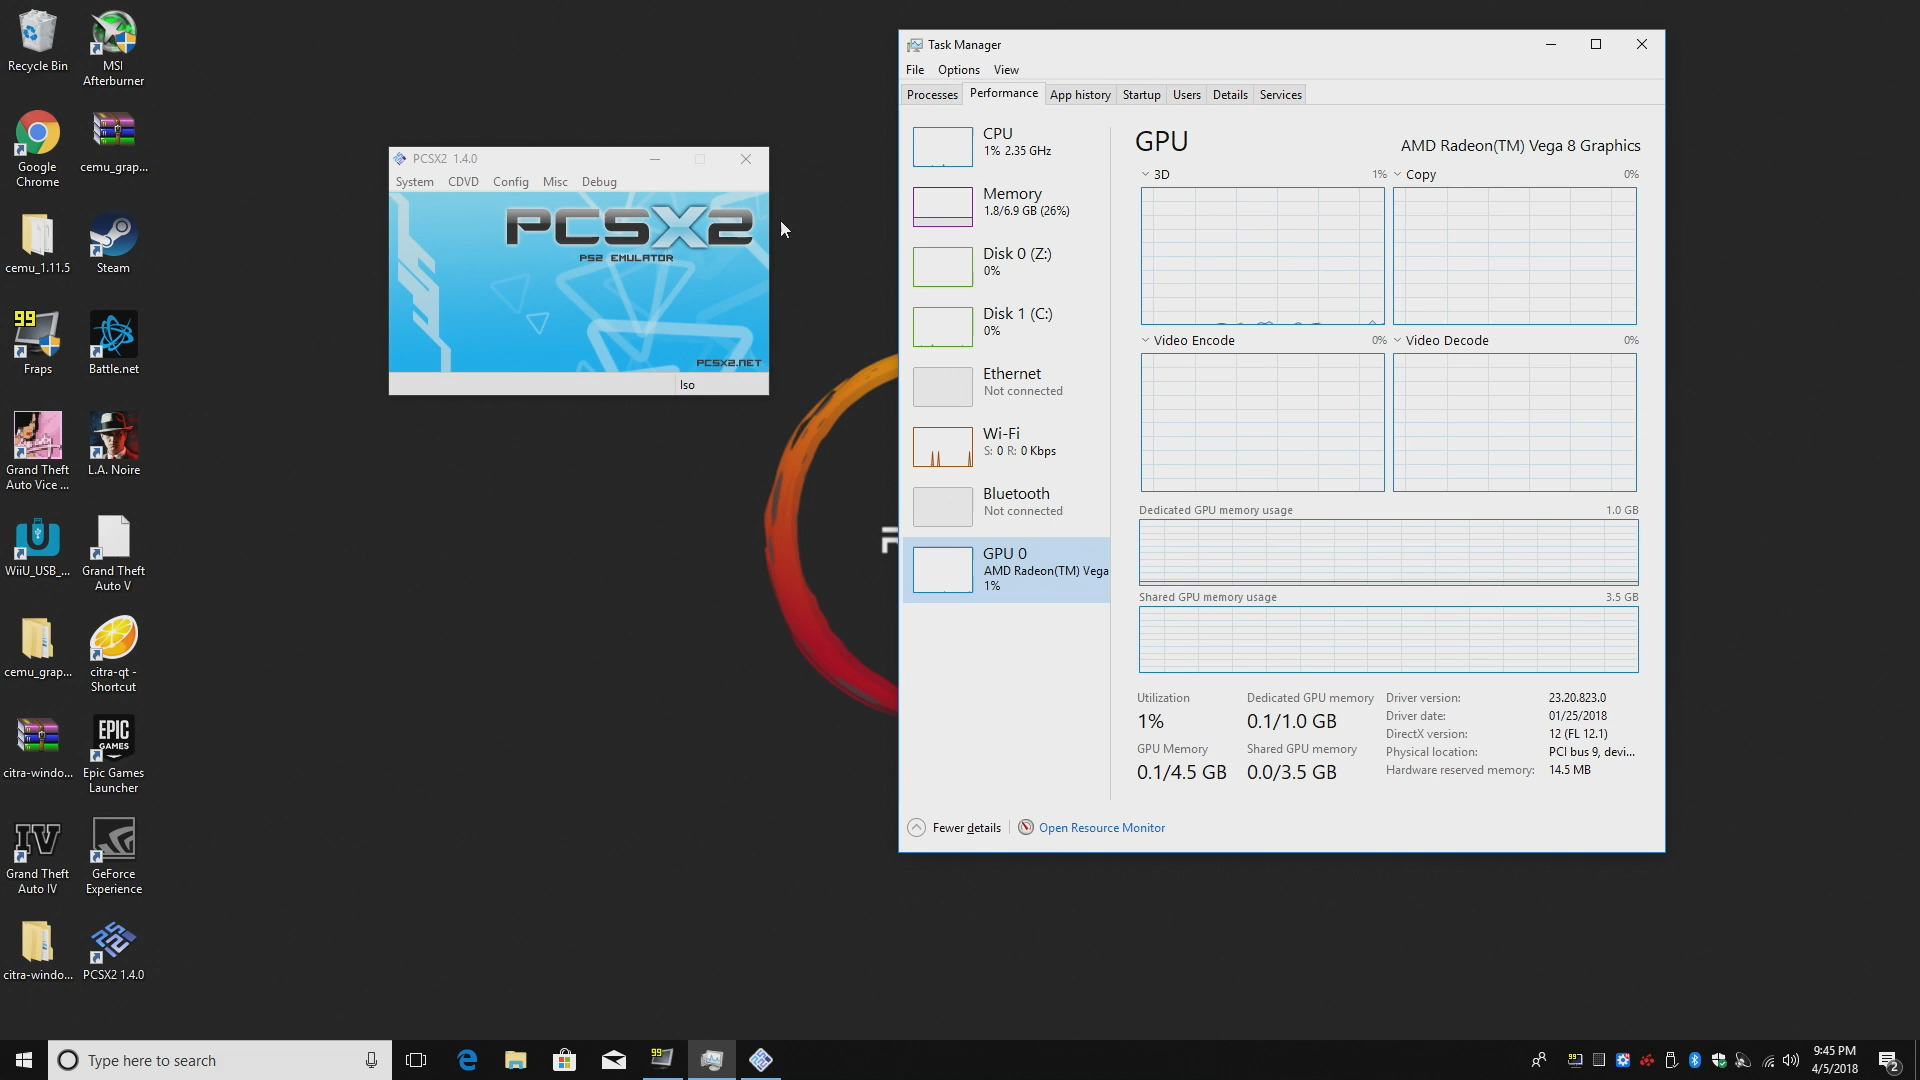 Recycle Bin
MSI
Afterburner
Google
Chrome
cemu_grap...
cemu_1.11.5
Steam
99
Fraps
Battle.net
Grand Theft
Auto Vice ...
L.A. Noire
WiiU_USB_...
Grand Theft
Auto V
cemu_grap...
citra-qt -
Shortcut
citra-windo...
EPIC
GAMES
Epic Games
Launcher
IV
Grand Theft
Auto IV
GeForce
Experience
citra-windo...
PCSX2 1.4.0
PCSX2 1.4.0
System CDVD Config Misc Debug
PCSX2
PS2 EMULATOR
PCSX2.NET
Iso
Task Manager
File Options View
Processes Performance App history Startup Users Details Services
CPU
1% 2.35 GHz
Memory
1.8/6.9 GB (26%)
Disk 0 (Z:)
0%
Disk 1 (C:)
0%
Ethernet
Not connected
Wi-Fi
S: 0 R: 0 Kbps
Bluetooth
Not connected
GPU 0
AMD Radeon(TM) Vega
1%
GPU
AMD Radeon(TM) Vega 8 Graphics
3D 1% Copy 0%
Video Encode 0% Video Decode 0%
Dedicated GPU memory usage 1.0 GB
Shared GPU memory usage 3.5 GB
Utilization
1%
Dedicated GPU memory
0.1/1.0 GB
GPU Memory
0.1/4.5 GB
Shared GPU memory
0.0/3.5 GB
Driver version: 23.20.823.0
Driver date: 01/25/2018
DirectX version: 12 (FL 12.1)
Physical location: PCI bus 9, devi...
Hardware reserved memory: 14.5 MB
Fewer details Open Resource Monitor
Type here to search
99
99
9:45 PM
4/5/2018
2